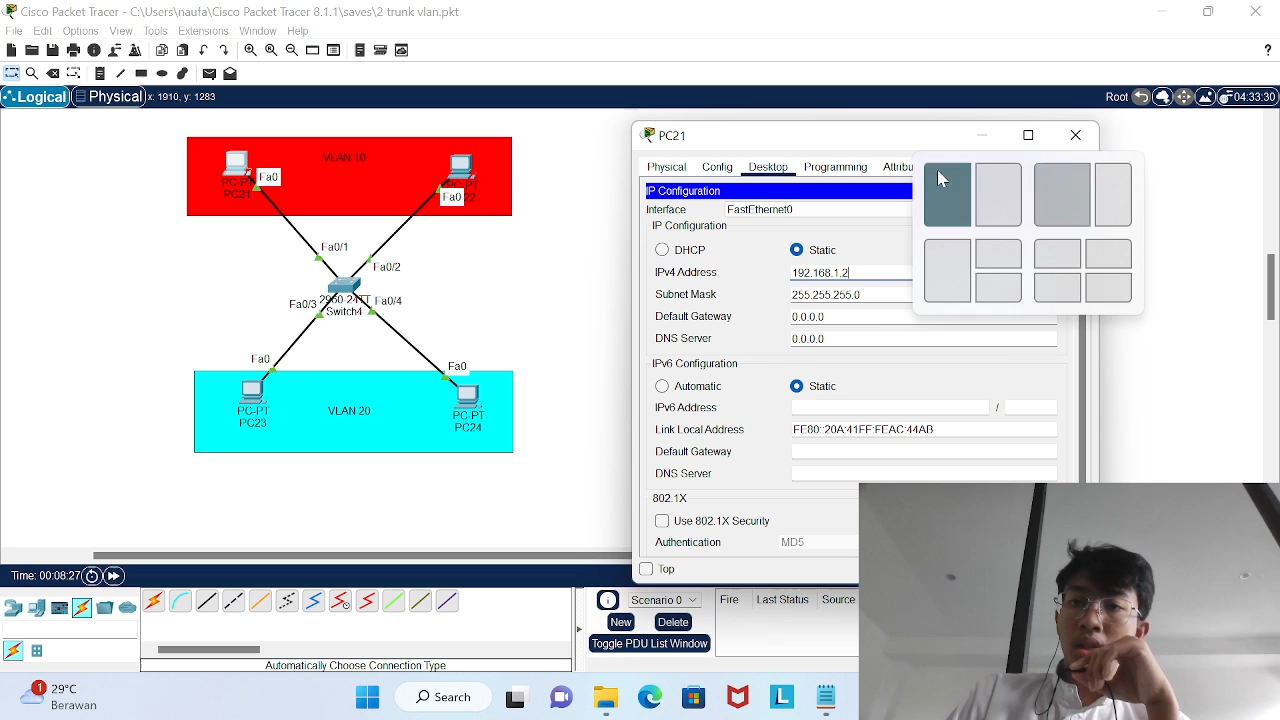 Cisco Packet Tracer - C:\Users\naufa\Cisco Packet Tracer 8.1.1\saves\2 trunk vlan.pkt
File Edit Options View Tools Extensions Window Help
?
Logical Physical x: 1910, y: 1283
Root 04:33:30
VLAN 10
PC-PT
PC21
Fa0
Fa0
22
Fa0/1
Fa0/2
2960-24TT
Switch4
Fa0/3
Fa0/4
Fa0
Fa0
PC-PT
PC23
VLAN 20
PC-PT
PC24
PC21
Physical Config Desktop Programming
IP Configuration
Interface FastEthernet0
IP Configuration
DHCP Static
IPv4 Address 192.168.1.2
Subnet Mask 255.255.255.0
Default Gateway 0.0.0.0
DNS Server 0.0.0.0
IPv6 Configuration
Automatic Static
IPv6 Address /
Link Local Address FE80::20A:41FF:FEAC:44AB
Default Gateway
DNS Server
802.1X
Use 802.1X Security
Authentication MD5
Top
Time: 00:08:27
Scenario 0
New Delete
Toggle PDU List Window
Fire Last Status Source
Automatically Choose Connection Type
1
29°C
Berawan
Search